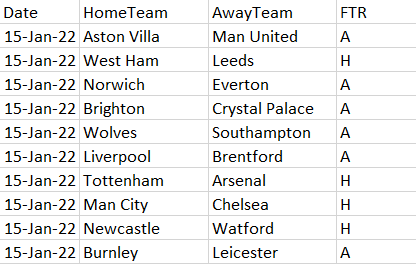 Date HomeTeam AwayTeam FTR
15-Jan-22 Aston Villa Man United A
15-Jan-22 West Ham Leeds H
15-Jan-22 Norwich Everton A
15-Jan-22 Brighton Crystal Palace A
15-Jan-22 Wolves Southampton A
15-Jan-22 Liverpool Brentford A
15-Jan-22 Tottenham Arsenal H
15-Jan-22 Man City Chelsea H
15-Jan-22 Newcastle Watford H
15-Jan-22 Burnley Leicester A